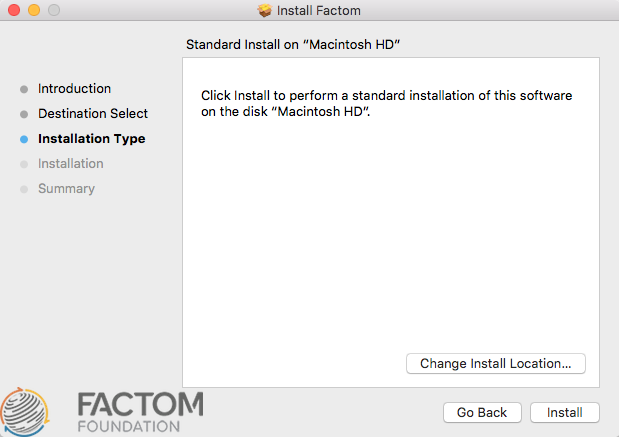 Install Factom
Standard Install on “Macintosh HD”
Introduction
Destination Select
Installation Type
Installation
Summary
Click Install to perform a standard installation of this software
on the disk “Macintosh HD”.
Change Install Location...
FACTOM
FOUNDATION
Go Back
Install